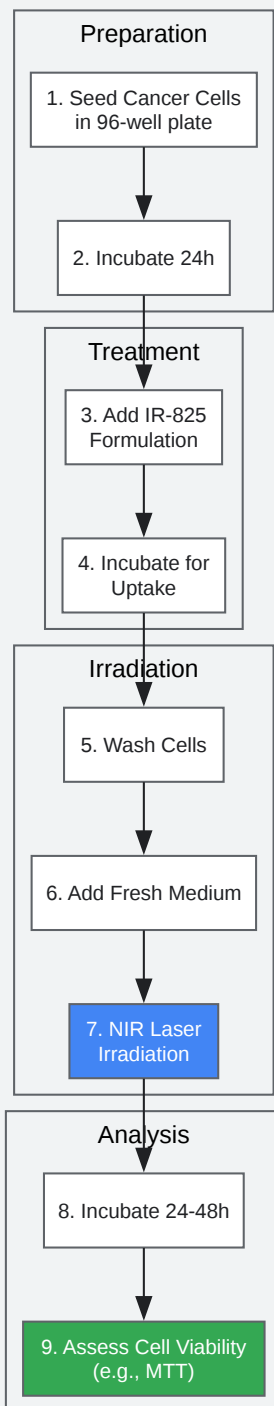 Preparation
1. Seed Cancer Cells
in 96-well plate
2. Incubate 24h
Treatment
3. Add IR-825
Formulation
4. Incubate for
Uptake
Irradiation
5. Wash Cells
6. Add Fresh Medium
7. NIR Laser
Irradiation
Analysis
8. Incubate 24-48h
9. Assess Cell Viability
(e.g., MTT)